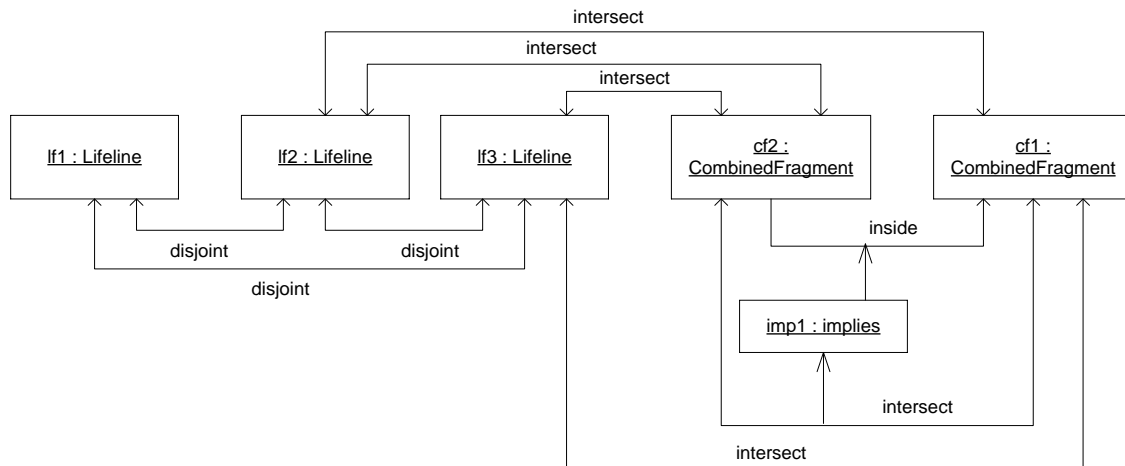 intersect
intersect
intersect
lf1 : Lifeline
lf2 : Lifeline
lf3 : Lifeline
cf2 :
CombinedFragment
cf1 :
CombinedFragment
inside
disjoint
disjoint
disjoint
imp1 : implies
intersect
intersect